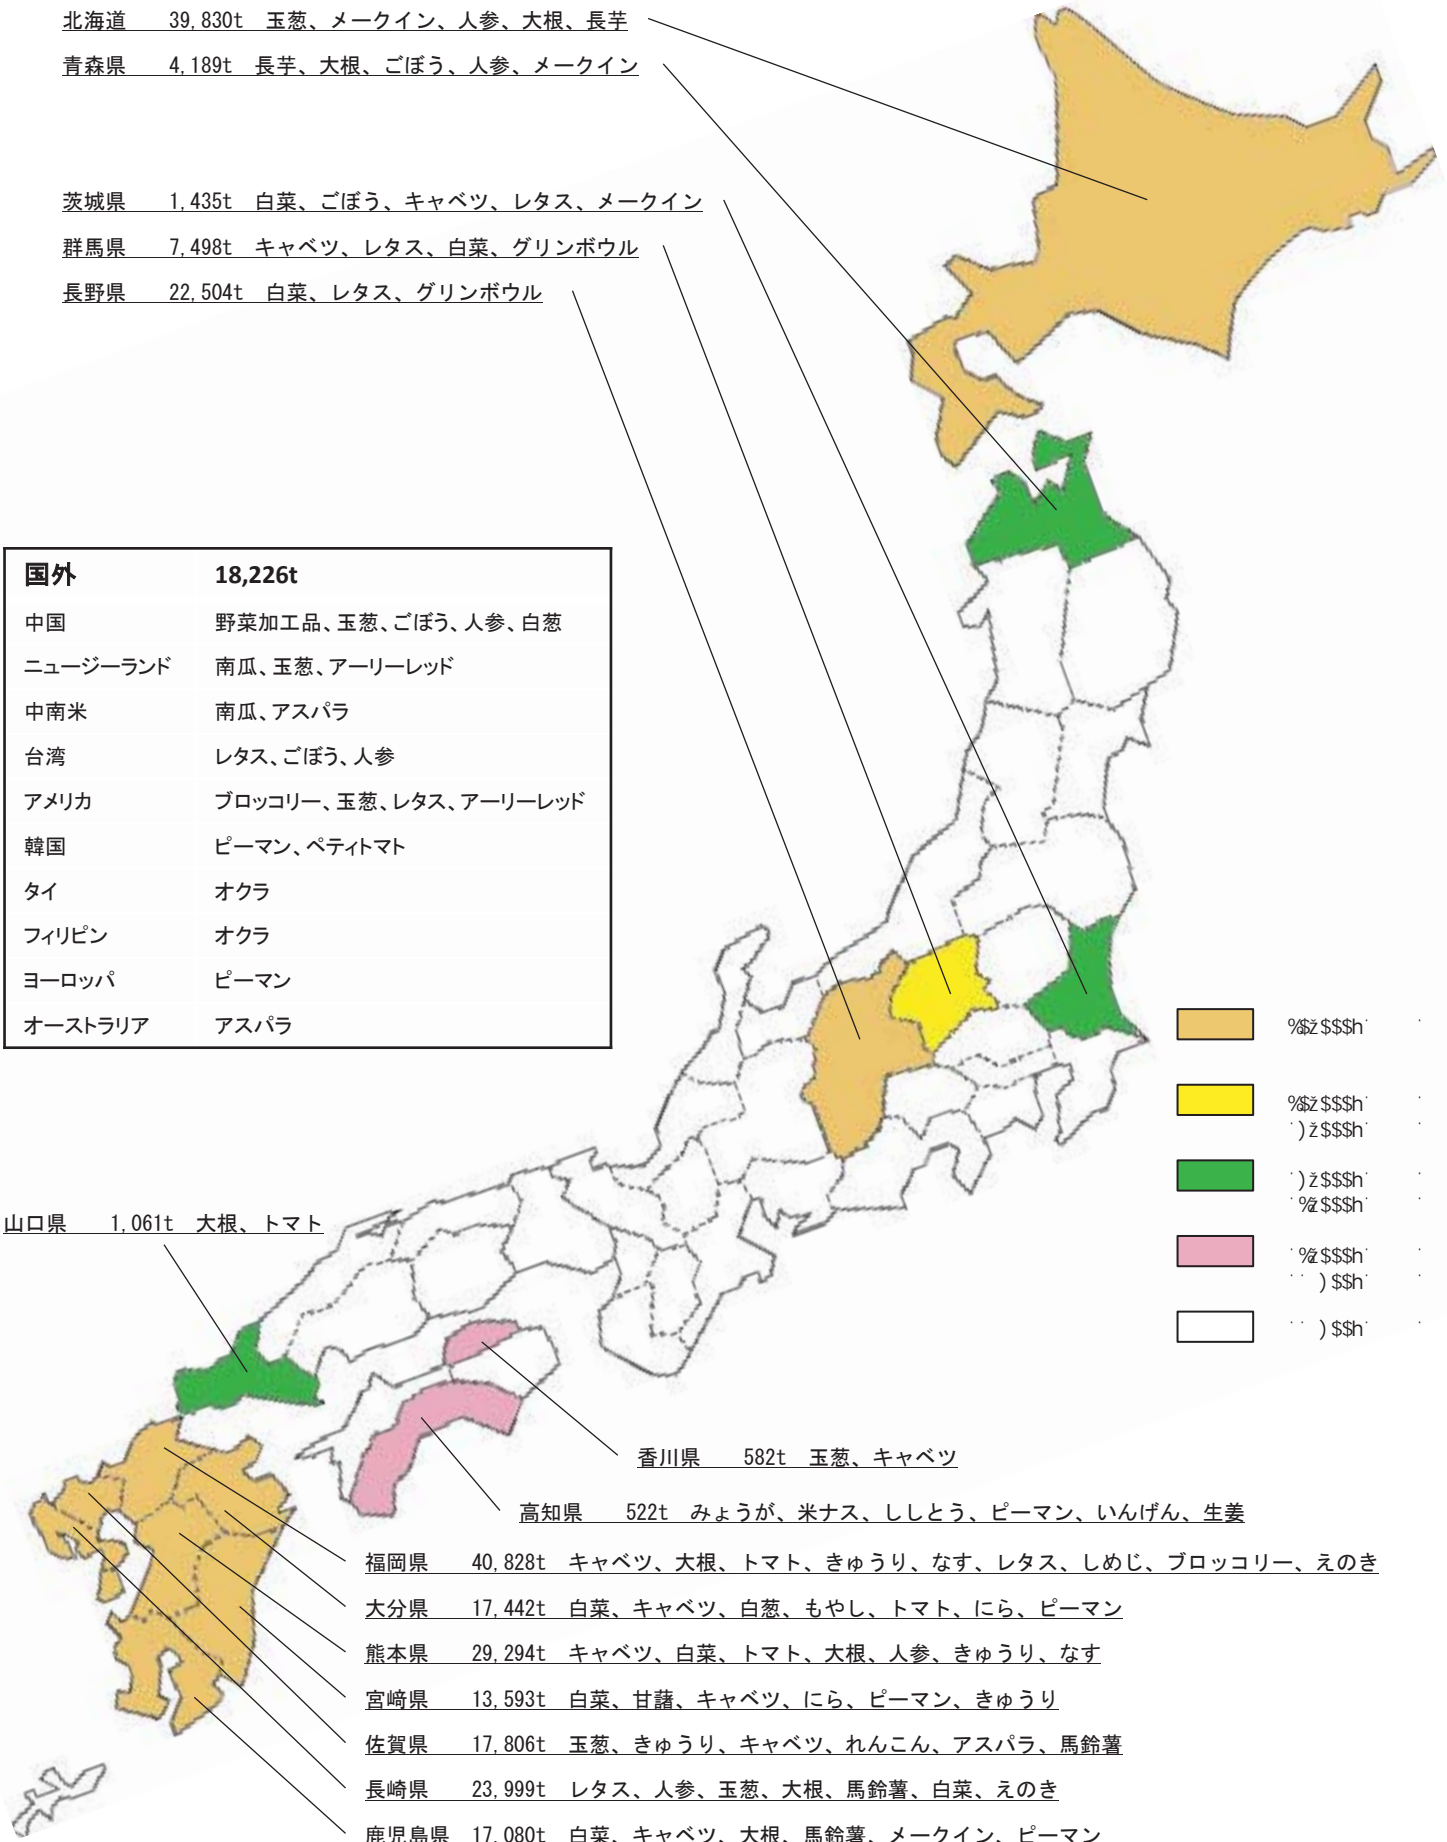 北海道 39,830t 玉葱、メークイン、人参、大根、長芋
青森県 4,189t 長芋、大根、ごぼう、人参、メークイン
茨城県 1,435t 白菜、ごぼう、キャベツ、レタス、メークイン
群馬県 7,498t キャベツ、レタス、白菜、グリンボウル
長野県 22,504t 白菜、レタス、グリンボウル
国外 18,226t
中国 野菜加工品、玉葱、ごぼう、人参、白葱
ニュージーランド 南瓜、玉葱、アーリーレッド
中南米 南瓜、アスパラ
台湾 レタス、ごぼう、人参
アメリカ ブロッコリー、玉葱、レタス、アーリーレッド
韓国 ピーマン、ペティトマト
タイ オクラ
フィリピン オクラ
ヨーロッパ ピーマン
オーストラリア アスパラ
%$ž$$$h
%$ž$$$h
)ž$$$h
)ž$$$h
%ž$$$h
%ž$$$h
)$$h
)$$h
山口県 1,061t 大根、トマト
香川県 582t 玉葱、キャベツ
高知県 522t みょうが、米ナス、ししとう、ピーマン、いんげん、生姜
福岡県 40,828t キャベツ、大根、トマト、きゅうり、なす、レタス、しめじ、ブロッコリー、えのき
大分県 17,442t 白菜、キャベツ、白葱、もやし、トマト、にら、ピーマン
熊本県 29,294t キャベツ、白菜、トマト、大根、人参、きゅうり、なす
宮﨑県 13,593t 白菜、甘藷、キャベツ、にら、ピーマン、きゅうり
佐賀県 17,806t 玉葱、きゅうり、キャベツ、れんこん、アスパラ、馬鈴薯
長崎県 23,999t レタス、人参、玉葱、大根、馬鈴薯、白菜、えのき
鹿児島県 17,080t 白菜、キャベツ、大根、馬鈴薯、メークイン、ピーマン